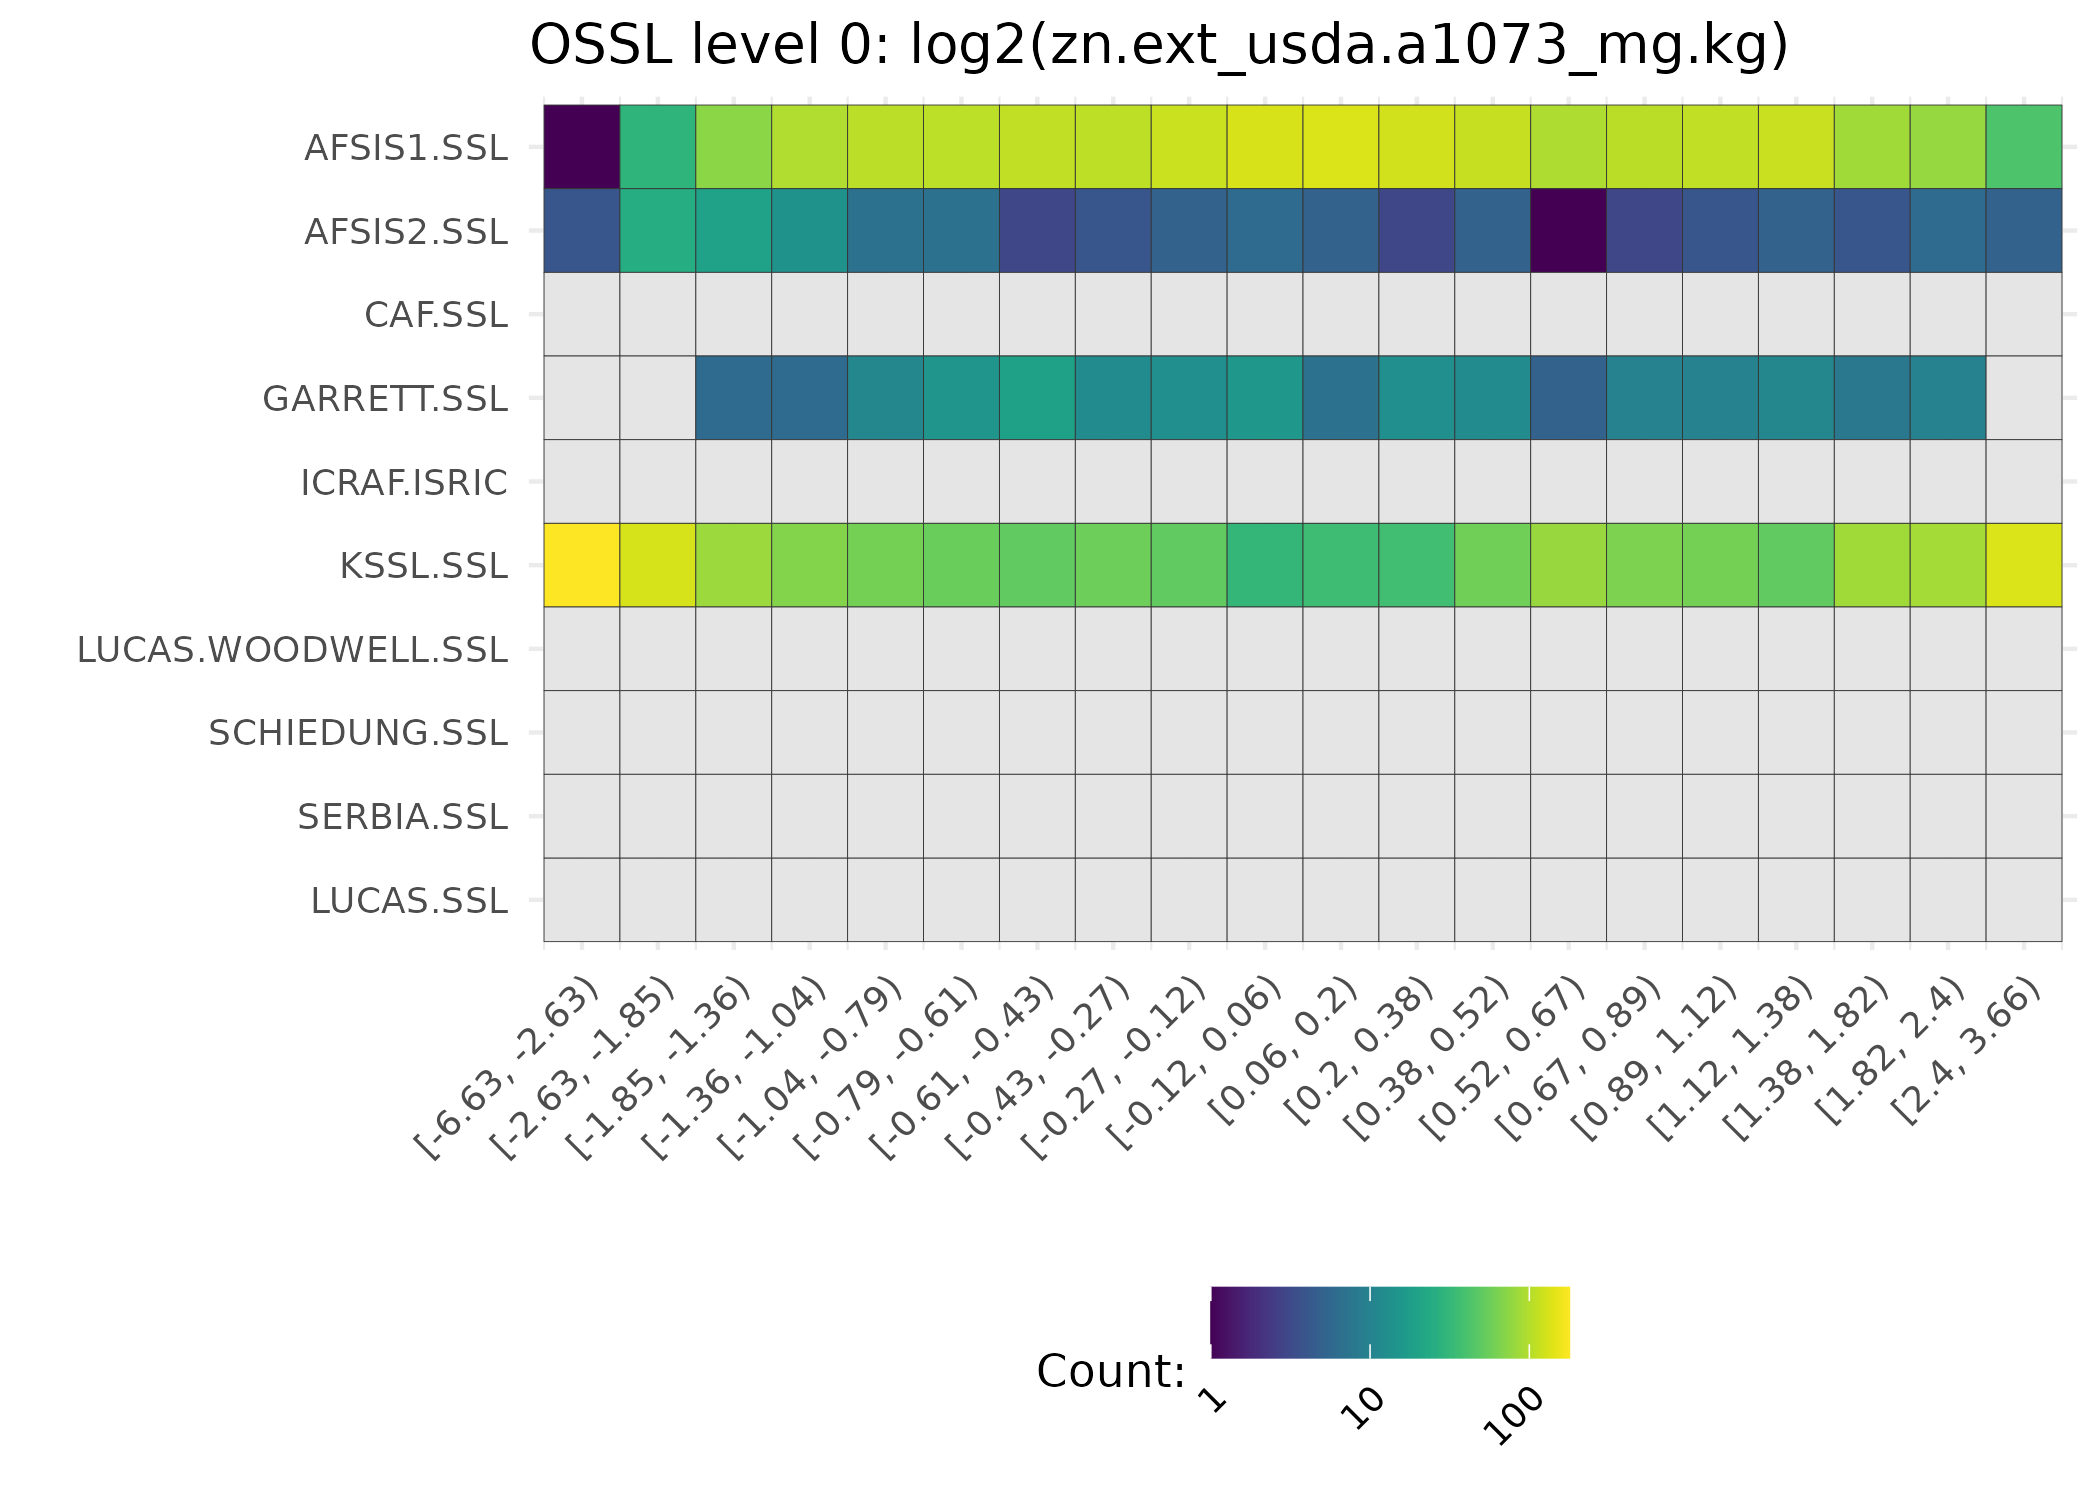 OSSL level 0: log2(zn.ext_usda.a1073_mg.kg)
AFSIS1.SSL
AFSIS2.SSL
CAF.SSL
GARRETT.SSL
ICRAF.ISRIC
KSSL.SSL
LUCAS.WOODWELL.SSL
SCHIEDUNG.SSL
SERBIA.SSL
LUCAS.SSL
[-6.63, -2.63)
[-2.63, -1.85)
[-1.85, -1.36)
[-1.36, -1.04)
[-1.04, -0.79)
[-0.79, -0.61)
[-0.61, -0.43)
[-0.43, -0.27)
[-0.27, -0.12)
[-0.12, 0.06)
[0.06, 0.2)
[0.2, 0.38)
[0.38, 0.52)
[0.52, 0.67)
[0.67, 0.89)
[0.89, 1.12)
[1.12, 1.38)
[1.38, 1.82)
[1.82, 2.4)
[2.4, 3.66)
Count:
1
10
100